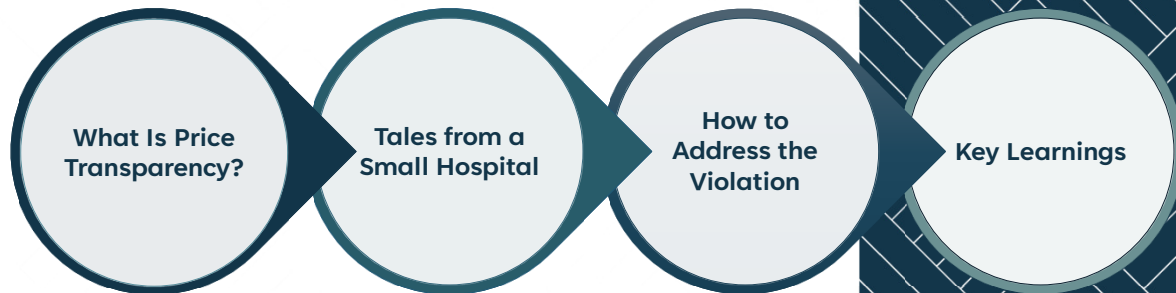 What Is Price
Transparency?
Tales from a
Small Hospital
How to
Address the
Violation
Key Learnings